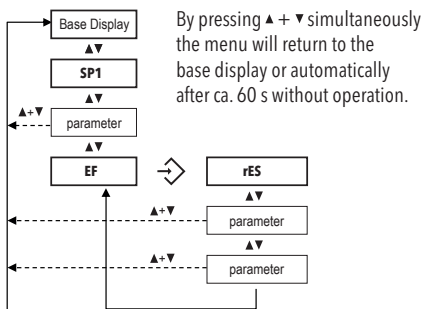 Base Display
▲▼
SP1
▲▼
▲+▼
parameter
▲▼
EF
rES
▲▼
▲+▼
parameter
▲▼
▲+▼
parameter
By pressing ▲ + ▼ simultaneously
the menu will return to the
base display or automatically
after ca. 60 s without operation.